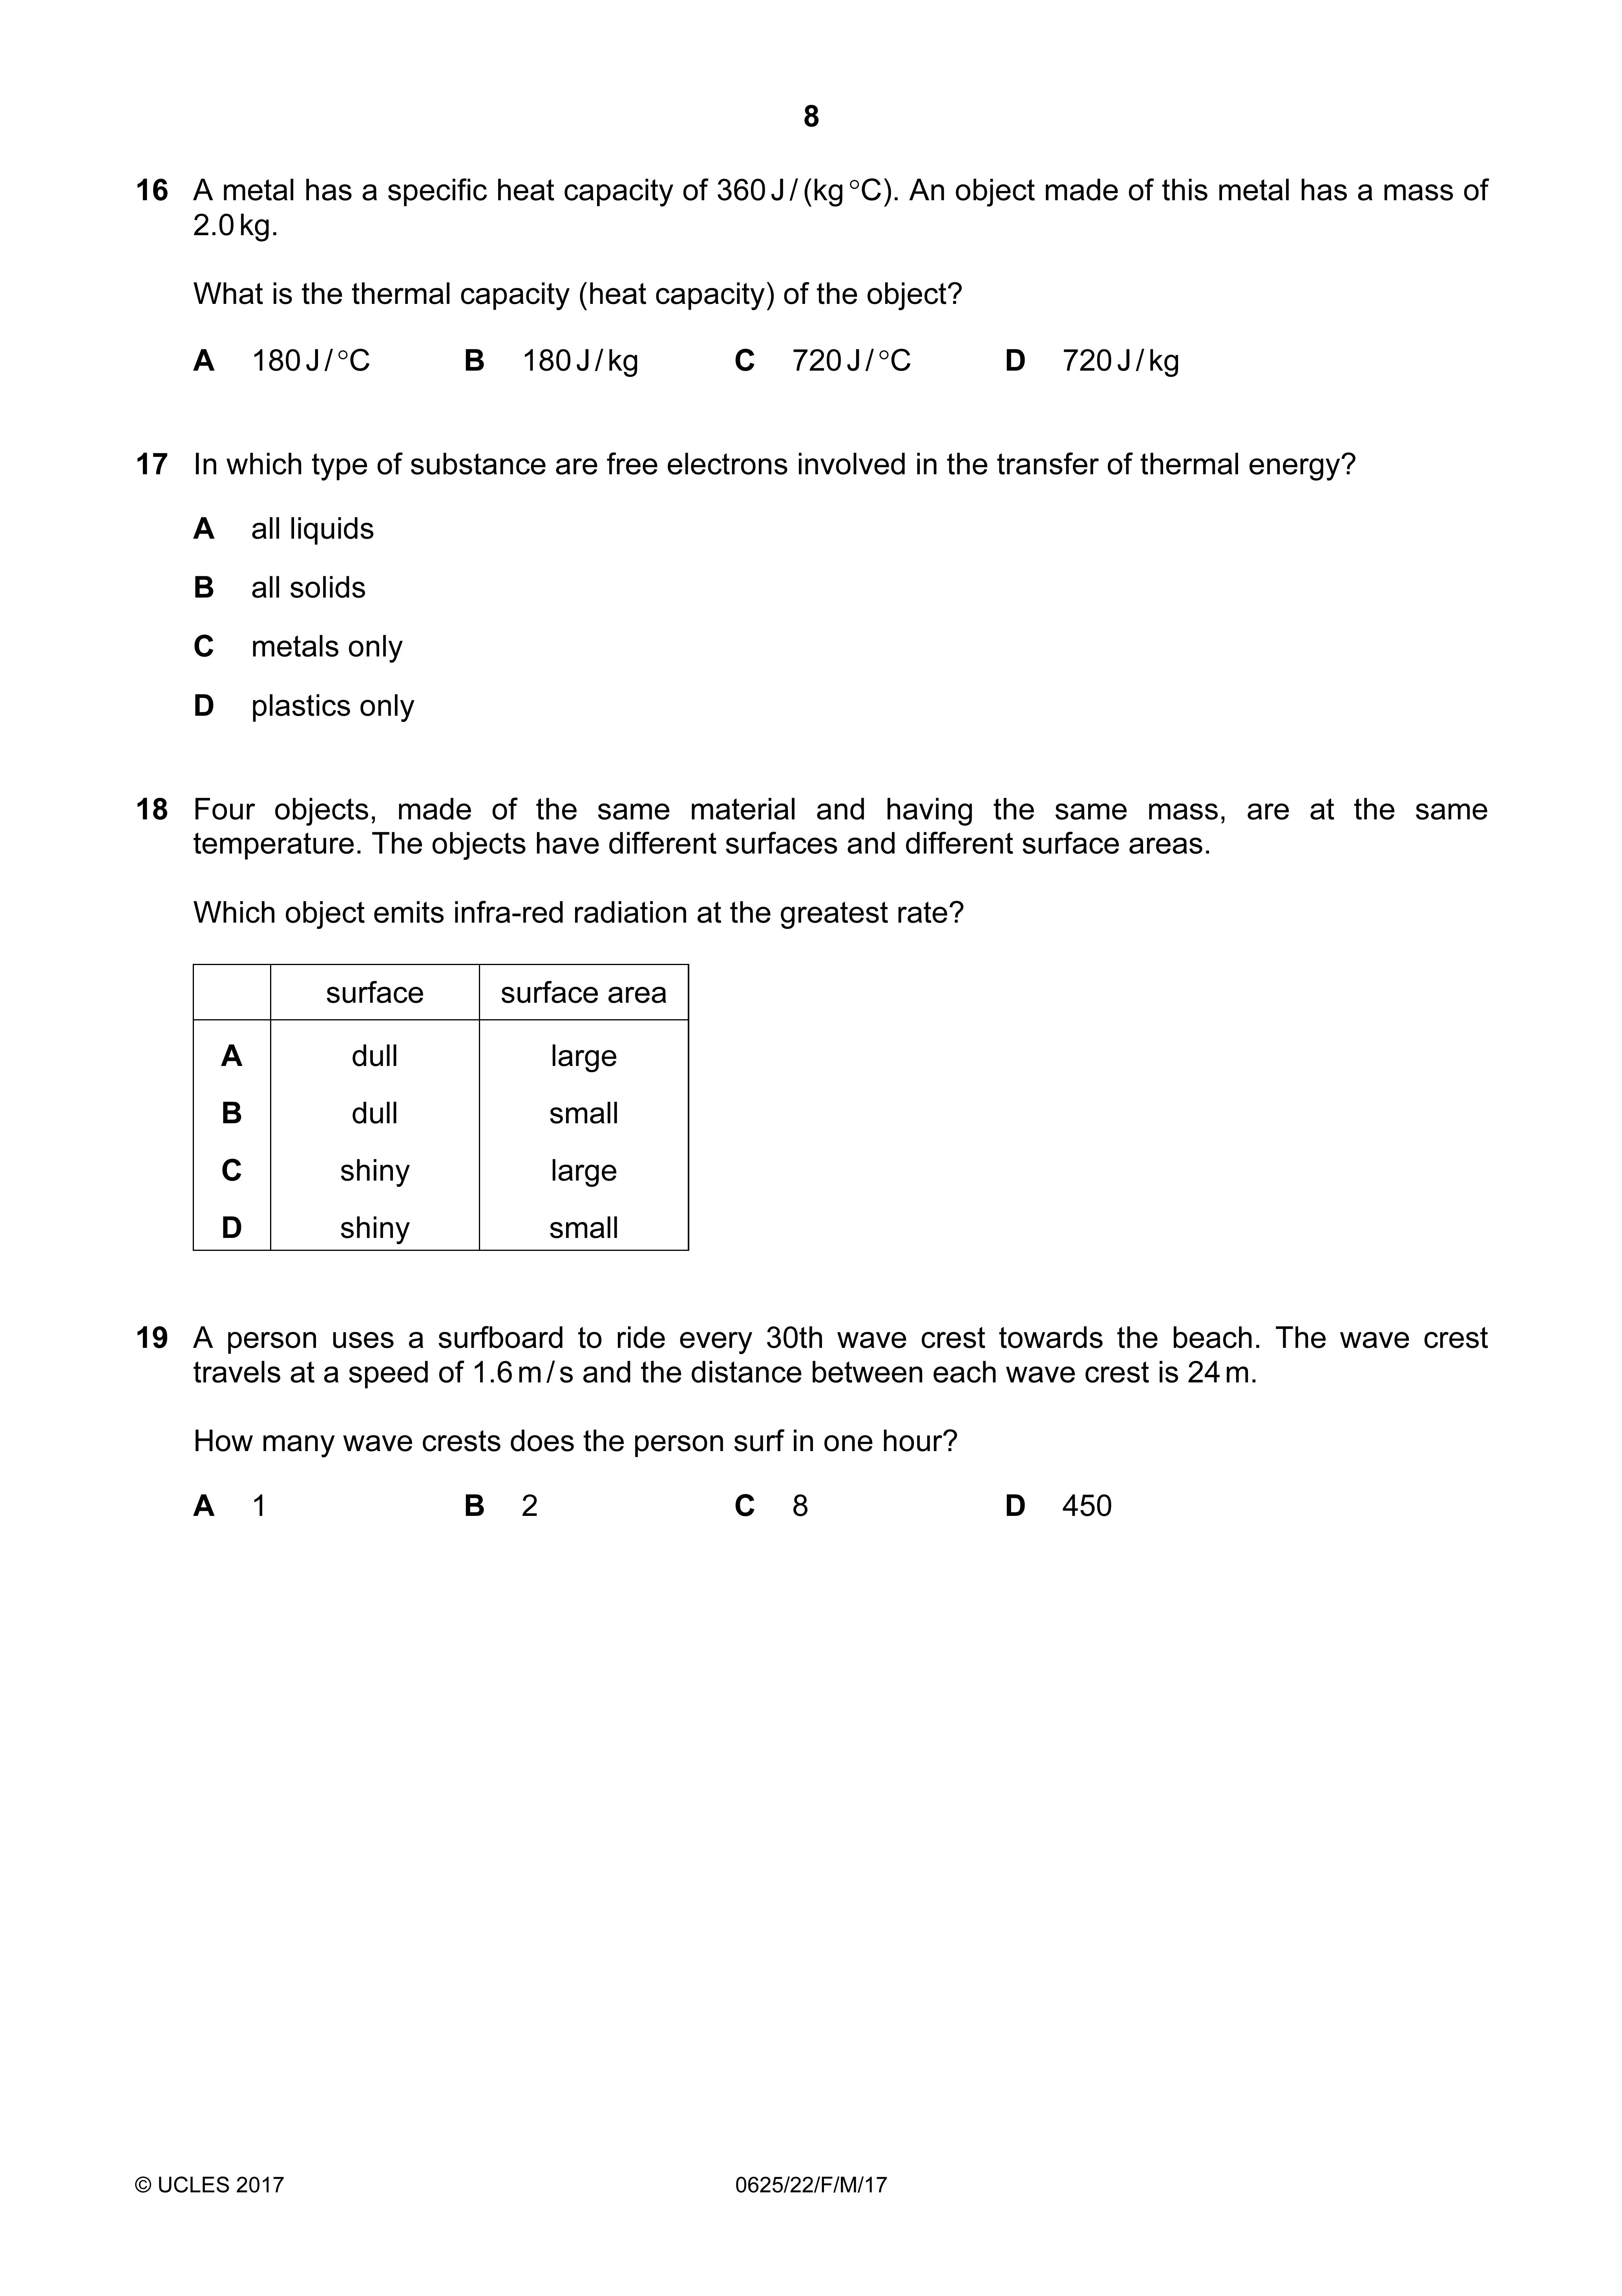 8
16 A metal has a specific heat capacity of 360 J / (kg °C). An object made of this metal has a mass of
2.0 kg.
What is the thermal capacity (heat capacity) of the object?
A 180 J / °C B 180 J / kg C 720 J / °C D 720 J / kg
17 In which type of substance are free electrons involved in the transfer of thermal energy?
A all liquids
B all solids
C metals only
D plastics only
18 Four objects, made of the same material and having the same mass, are at the same
temperature. The objects have different surfaces and different surface areas.
Which object emits infra-red radiation at the greatest rate?
surface surface area
A dull large
B dull small
C shiny large
D shiny small
19 A person uses a surfboard to ride every 30th wave crest towards the beach. The wave crest
travels at a speed of 1.6 m / s and the distance between each wave crest is 24 m.
How many wave crests does the person surf in one hour?
A 1 B 2 C 8 D 450
© UCLES 2017 0625/22/F/M/17